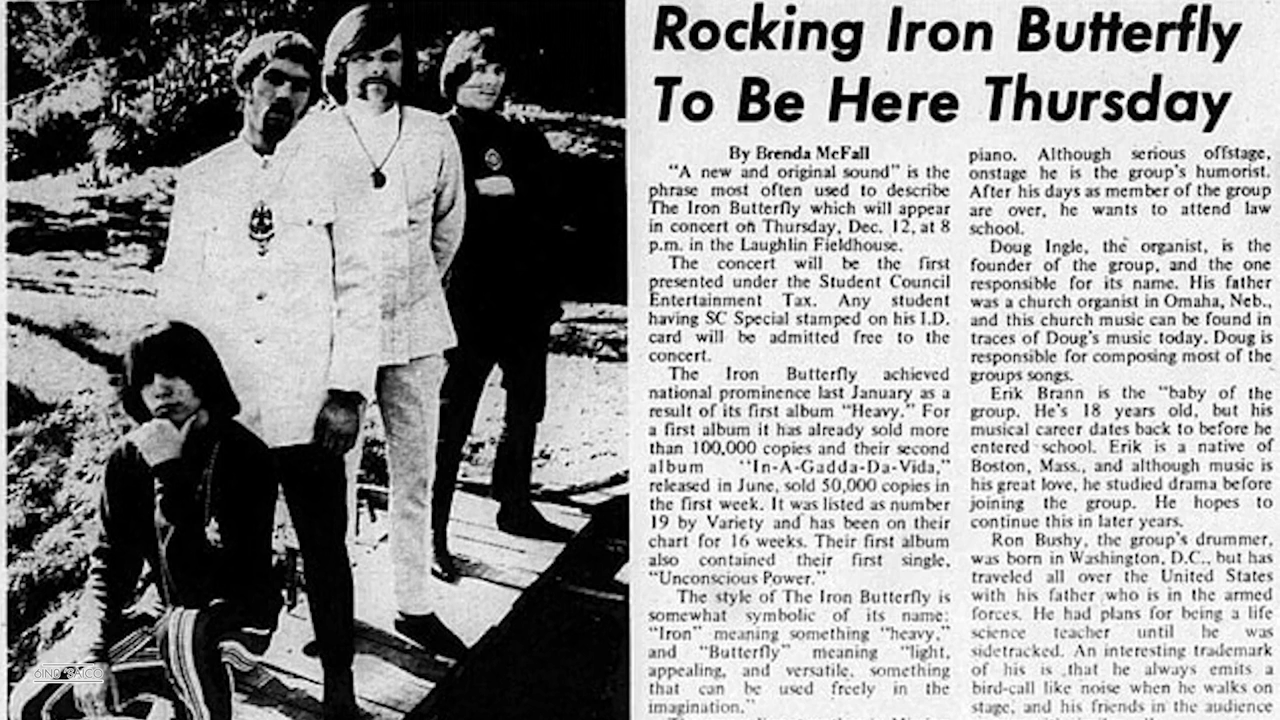 Rocking Iron Butterfly
To Be Here Thursday
By Brenda McFall
"A new and original sound" is the
phrase most often used to describe
The Iron Butterfly which will appear
in concert on Thursday, Dec. 12, at 8
p.m. in the Laughlin Fieldhouse.
The concert will be the first
presented under the Student Council
Entertainment Tax. Any student
having SC Special stamped on his I.D.
card will be admitted free to the
concert.
The Iron Butterfly achieved
national prominence last January as a
result of its first album "Heavy." For
a first album it has already sold more
than 100,000 copies and their second
album "In-A-Gadda-Da-Vida,"
released in June, sold 50,000 copies in
the first week. It was listed as number
19 by Variety and has been on their
chart for 16 weeks. Their first album
also contained their first single,
"Unconscious Power."
The style of The Iron Butterfly is
somewhat symbolic of its name:
"Iron" meaning something "heavy,"
and "Butterfly" meaning "light,
appealing, and versatile, something
that can be used freely in the
imagination."
piano. Although serious offstage,
onstage he is the group's humorist.
After his days as member of the group
are over, he wants to attend law
school.
Doug Ingle, the organist, is the
founder of the group, and the one
responsible for its name. His father
was a church organist in Omaha, Neb.,
and this church music can be found in
traces of Doug's music today. Doug is
responsible for composing most of the
groups songs.
Erik Brann is the "baby of the
group. He's 18 years old, but his
musical career dates back to before he
entered school. Erik is a native of
Boston, Mass., and although music is
his great love, he studied drama before
joining the group. He hopes to
continue this in later years.
Ron Bushy, the group's drummer,
was born in Washington, D.C., but has
traveled all over the United States
with his father who is in the armed
forces. He had plans for being a life
science teacher until he was
sidetracked. An interesting trademark
of his is that he always emits a
bird-call like noise when he walks on
stage, and his friends in the audience